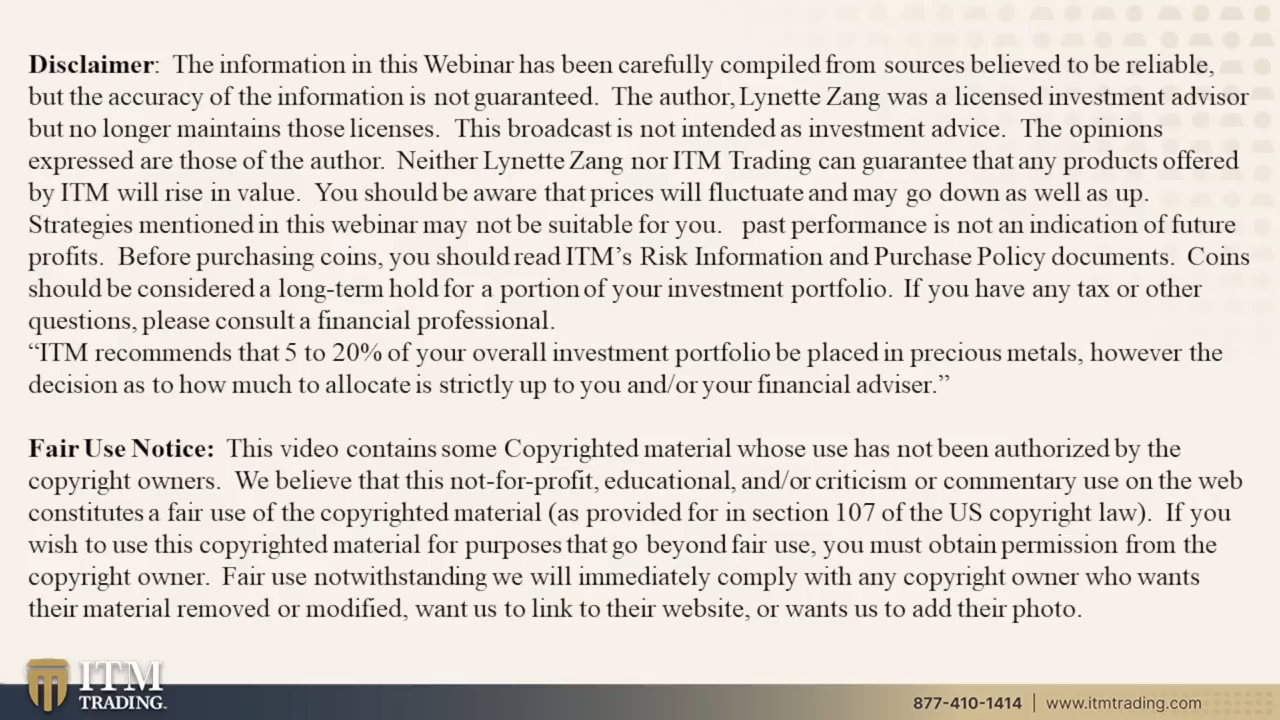 Disclaimer: The information in this Webinar has been carefully compiled from sources believed to be reliable,
but the accuracy of the information is not guaranteed. The author, Lynette Zang was a licensed investment advisor
but no longer maintains those licenses. This broadcast is not intended as investment advice. The opinions
expressed are those of the author. Neither Lynette Zang nor ITM Trading can guarantee that any products offered
by ITM will rise in value. You should be aware that prices will fluctuate and may go down as well as up.
Strategies mentioned in this webinar may not be suitable for you. past performance is not an indication of future
profits. Before purchasing coins, you should read ITM’s Risk Information and Purchase Policy documents. Coins
should be considered a long-term hold for a portion of your investment portfolio. If you have any tax or other
questions, please consult a financial professional.
“ITM recommends that 5 to 20% of your overall investment portfolio be placed in precious metals, however the
decision as to how much to allocate is strictly up to you and/or your financial adviser.”
Fair Use Notice: This video contains some Copyrighted material whose use has not been authorized by the
copyright owners. We believe that this not-for-profit, educational, and/or criticism or commentary use on the web
constitutes a fair use of the copyrighted material (as provided for in section 107 of the US copyright law). If you
wish to use this copyrighted material for purposes that go beyond fair use, you must obtain permission from the
copyright owner. Fair use notwithstanding we will immediately comply with any copyright owner who wants
their material removed or modified, want us to link to their website, or wants us to add their photo.
ITM
TRADING.
877-410-1414 | www.itmtrading.com